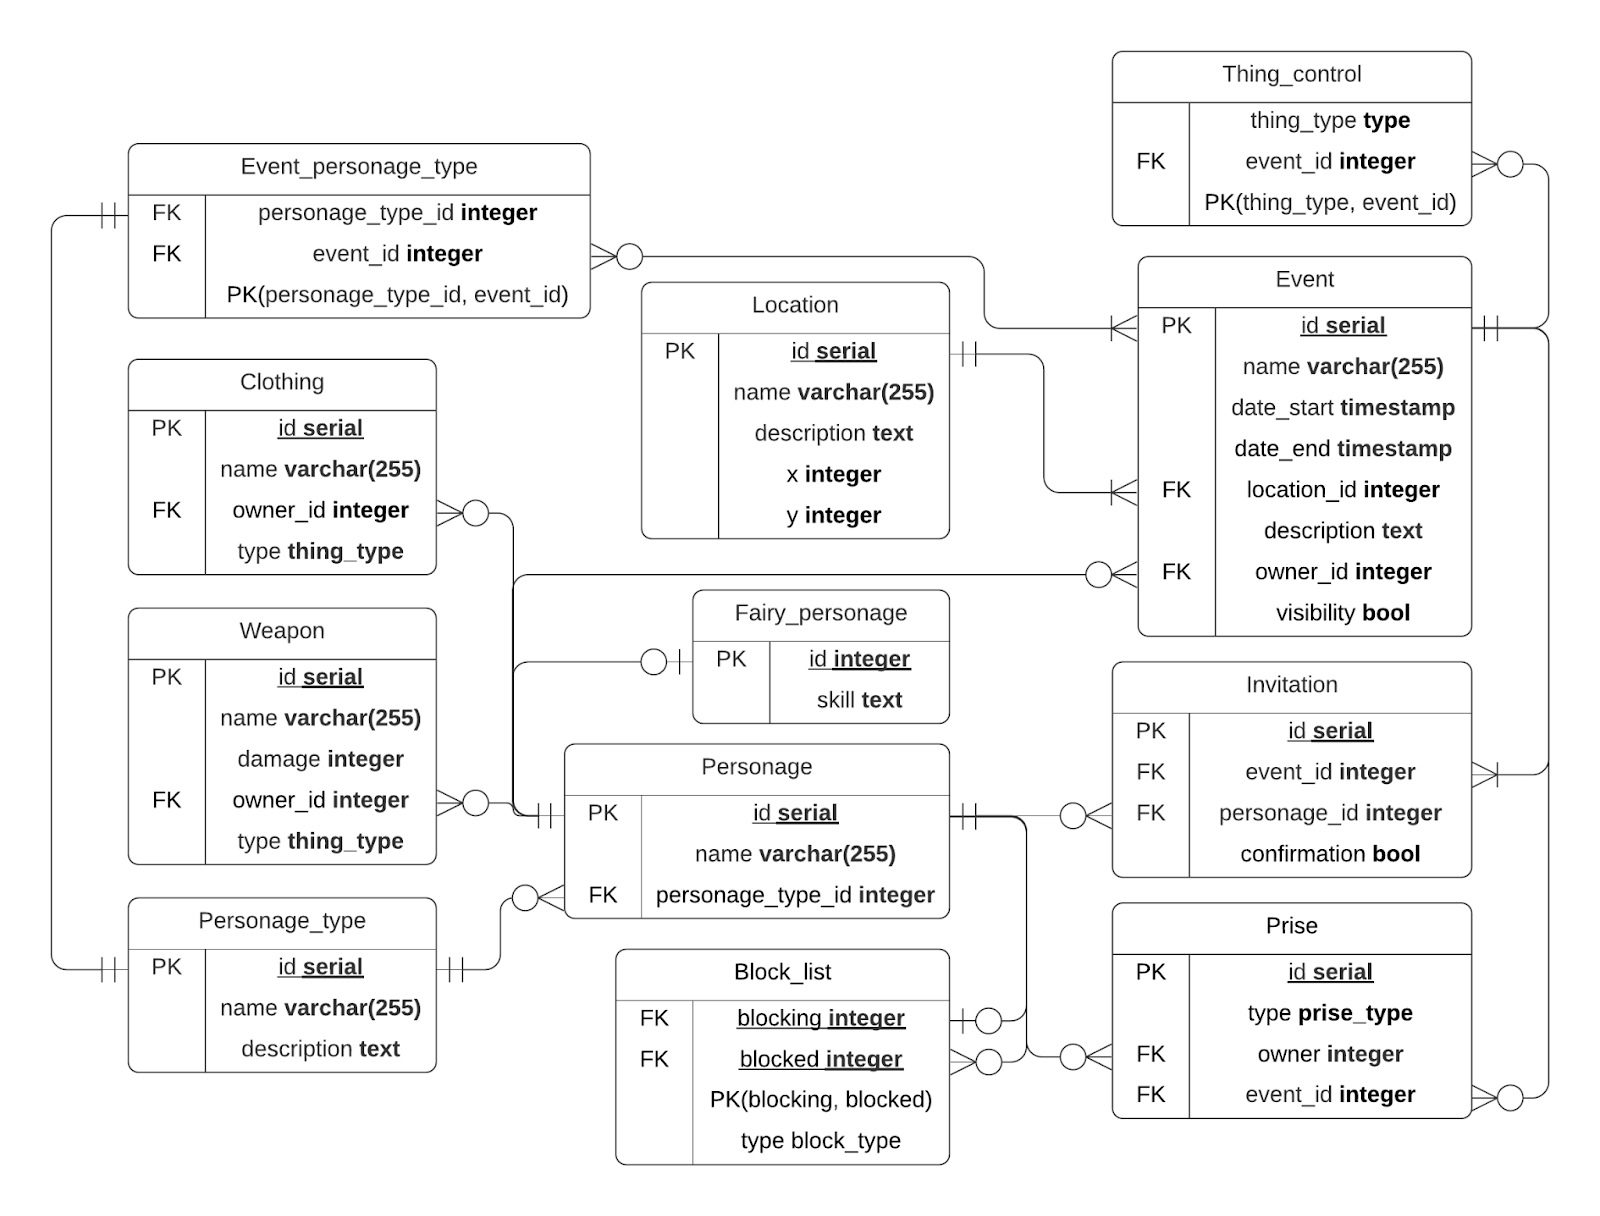 Thing_control
thing_type type
FK event_id integer
PK(thing_type, event_id)
Event_personage_type
FK personage_type_id integer
FK event_id integer
PK(personage_type_id, event_id)
Location
PK id serial
name varchar(255)
description text
x integer
y integer
Event
PK id serial
name varchar(255)
date_start timestamp
date_end timestamp
FK location_id integer
description text
FK owner_id integer
visibility bool
Clothing
PK id serial
name varchar(255)
FK owner_id integer
type thing_type
Weapon
PK id serial
name varchar(255)
damage integer
FK owner_id integer
type thing_type
Fairy_personage
PK id integer
skill text
Invitation
PK id serial
FK event_id integer
FK personage_id integer
confirmation bool
Personage
PK id serial
name varchar(255)
FK personage_type_id integer
Personage_type
PK id serial
name varchar(255)
description text
Block_list
FK blocking integer
FK blocked integer
PK(blocking, blocked)
type block_type
Prise
PK id serial
type prise_type
FK owner integer
FK event_id integer